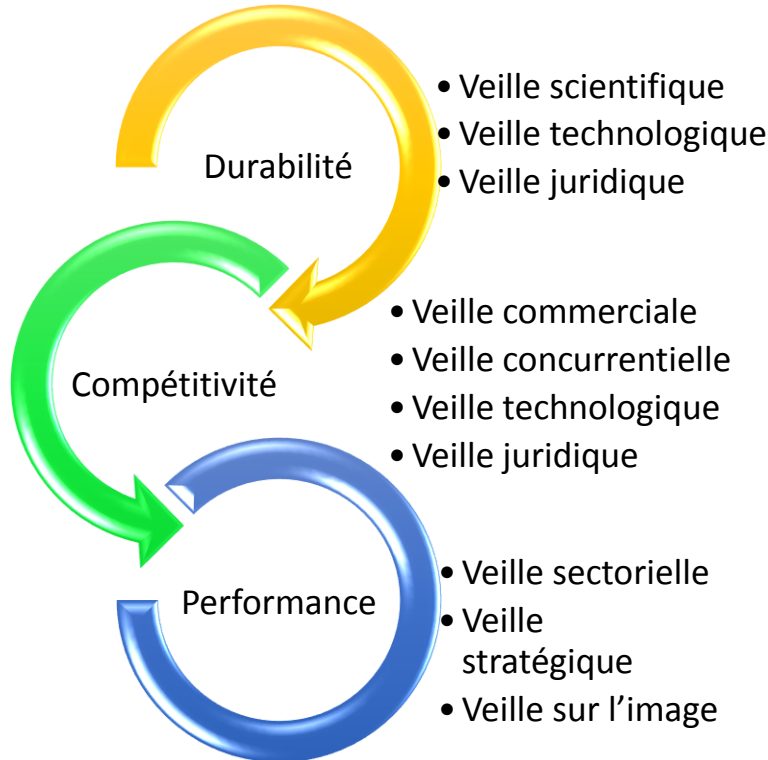 Durabilité
• Veille scientifique
• Veille technologique
• Veille juridique
Compétitivité
• Veille commerciale
• Veille concurrentielle
• Veille technologique
• Veille juridique
Performance
• Veille sectorielle
• Veille
stratégique
• Veille sur l’image